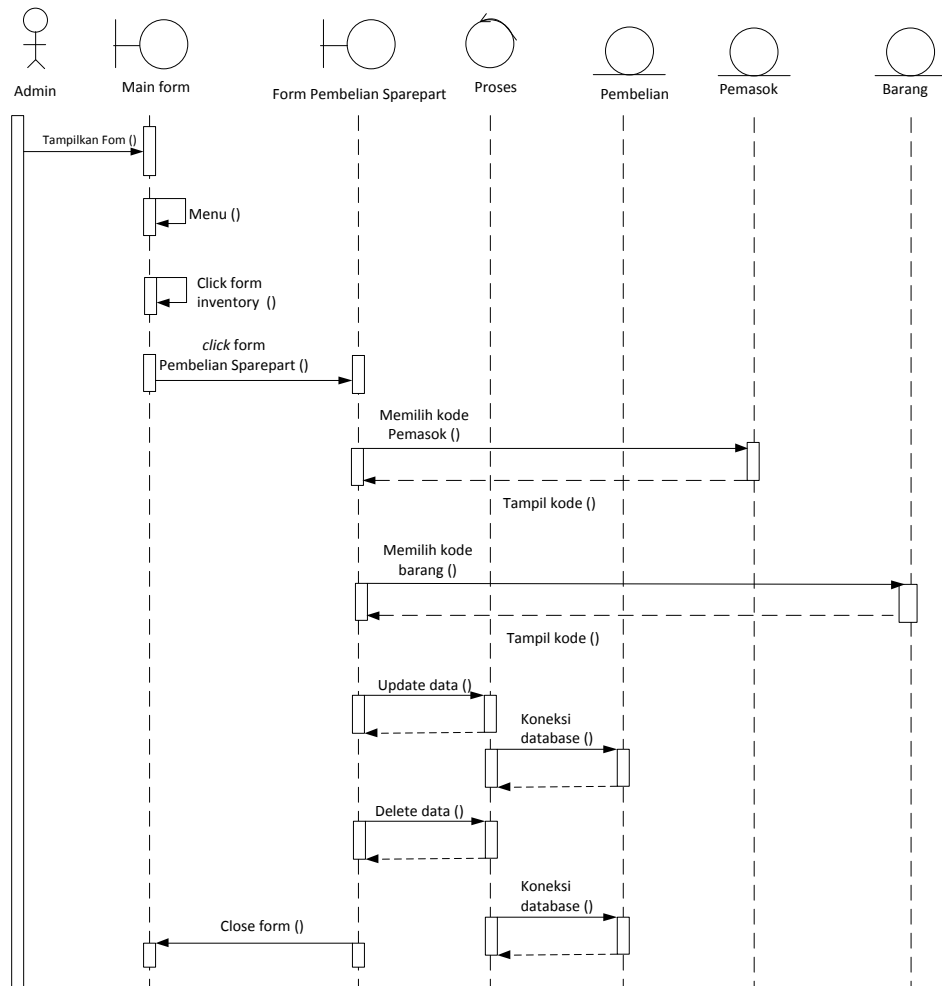 Admin
Main form
Form Pembelian Sparepart
Proses
Pembelian
Pemasok
Barang
Tampilkan Fom ()
Menu ()
Click form
inventory ()
click form
Pembelian Sparepart ()
Memilih kode
Pemasok ()
Tampil kode ()
Memilih kode
barang ()
Tampil kode ()
Update data ()
Koneksi
database ()
Delete data ()
Koneksi
database ()
Close form ()